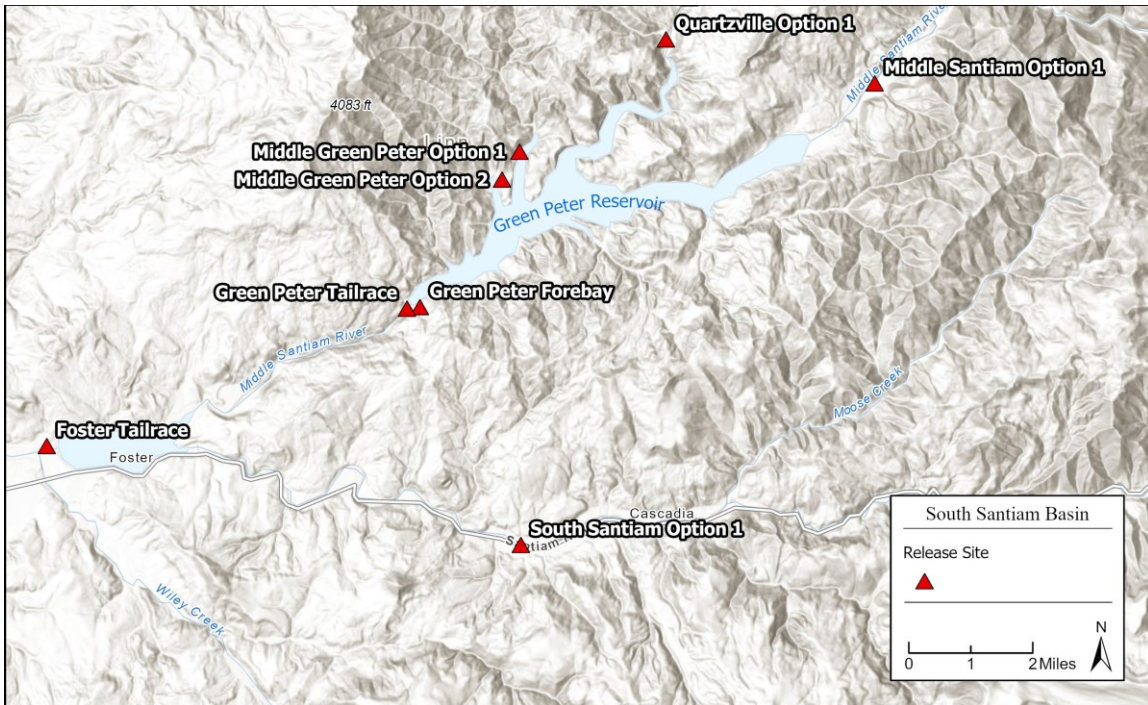 Quartzville Option 1
Middle Santiam River
Middle Santiam Option 1
4083 ft
Linn
Middle Green Peter Option 1
Middle Green Peter Option 2
Green Peter Reservoir
Green Peter Tailrace
Green Peter Forebay
Middle Santiam River
Moose Creek
Foster Tailrace
Foster
Cascadia
South Santiam Option 1
Wiley Creek
South Santiam Basin
Release Site
N
0 1 2 Miles